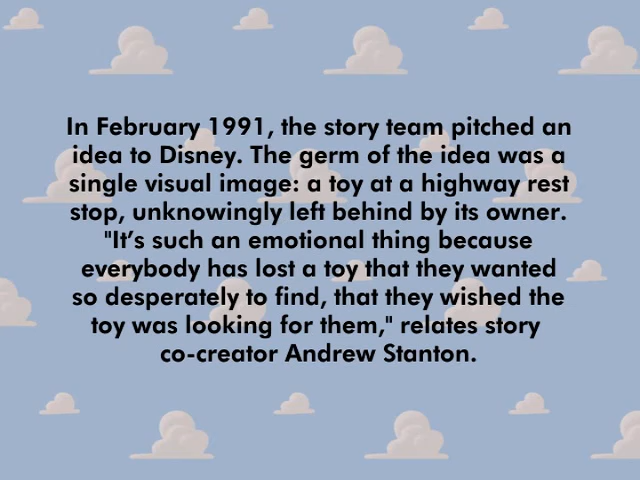 In February 1991, the story team pitched an
idea to Disney. The germ of the idea was a
single visual image: a toy at a highway rest
stop, unknowingly left behind by its owner.
"It’s such an emotional thing because
everybody has lost a toy that they wanted
so desperately to find, that they wished the
toy was looking for them," relates story
co-creator Andrew Stanton.